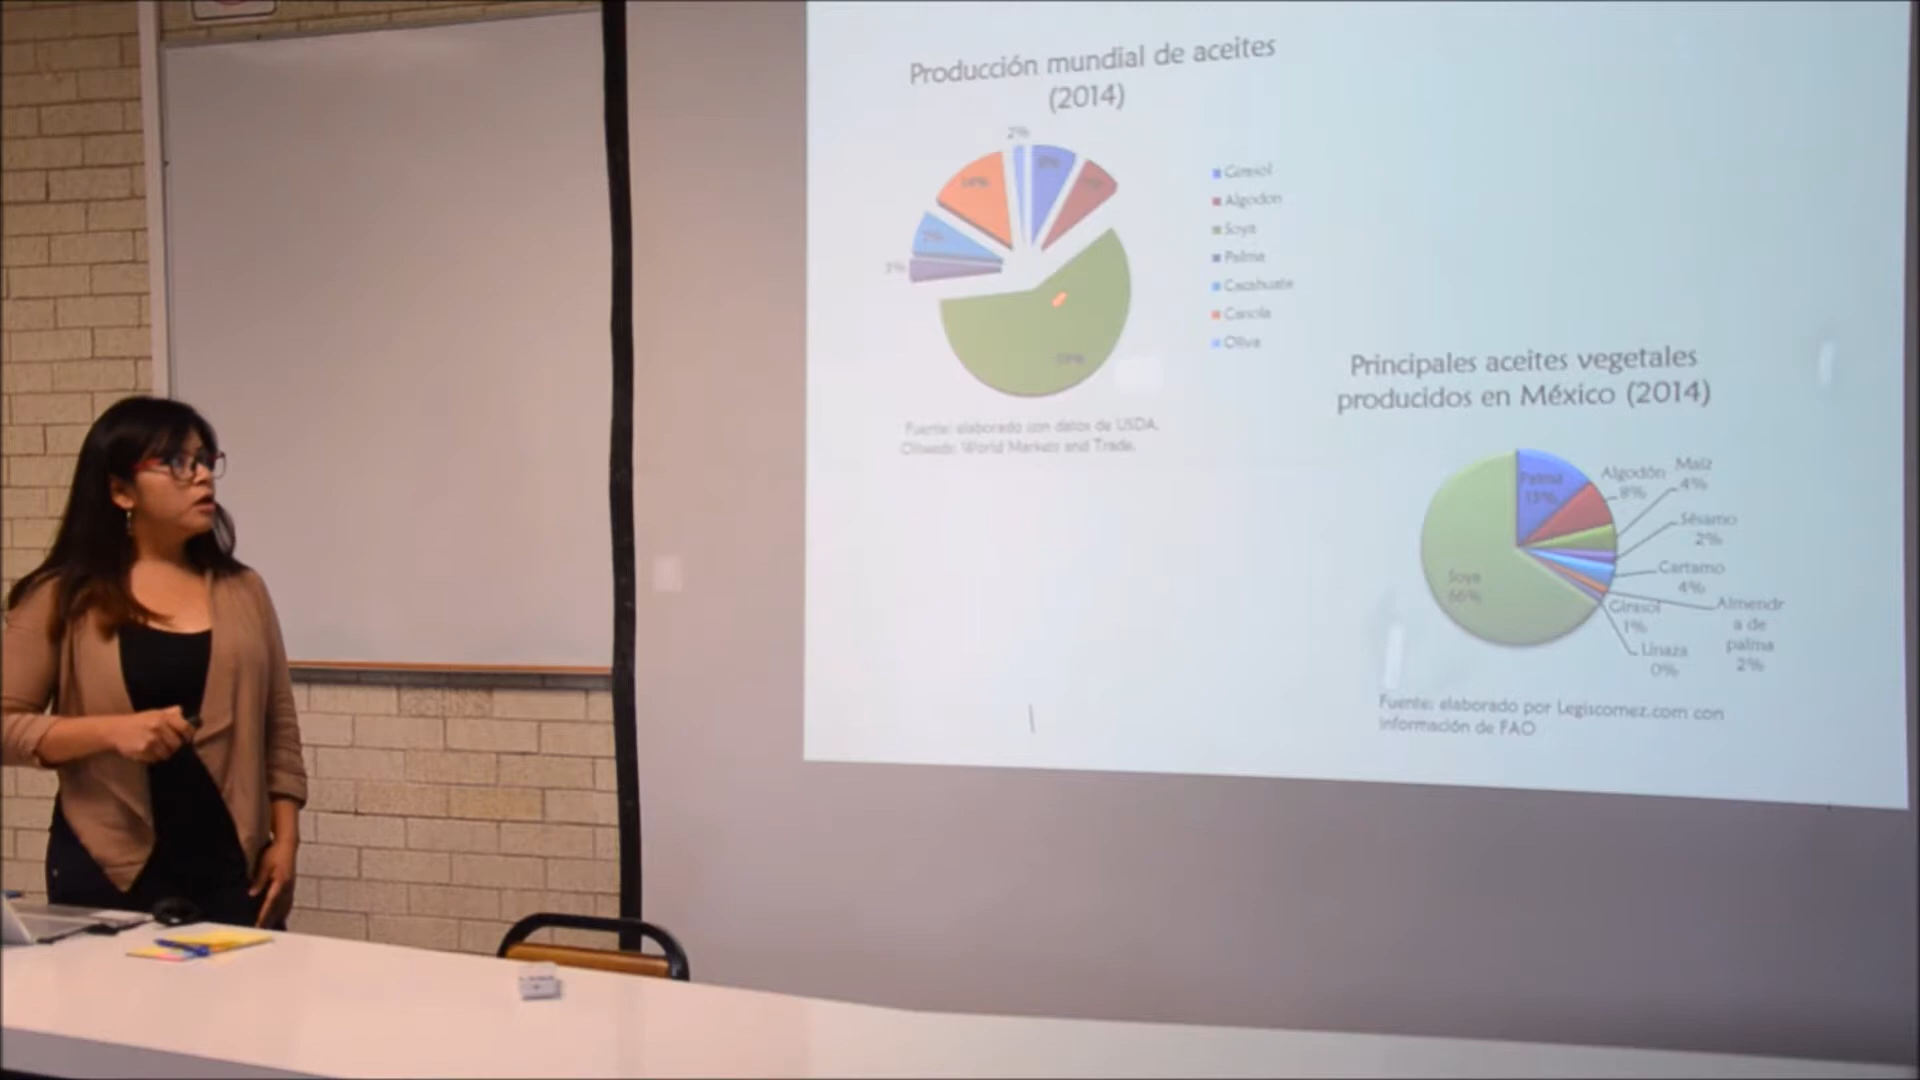 Producción mundial de aceites
(2014)
2%
14%
7%
3%
Girasol
Algodon
Soya
Palma
Cacahuate
Canola
Oliva
Fuente: elaborado con datos de USDA,
Oilseeds: World Markets and Trade.
Principales aceites vegetales
producidos en México (2014)
Palma
13%
Algodón
8%
Maíz
4%
Sésamo
2%
Cartamo
4%
Almendr
a de
palma
2%
Girasol
1%
Linaza
0%
Soya
66%
Fuente: elaborado por Legiscomez.com con
información de FAO